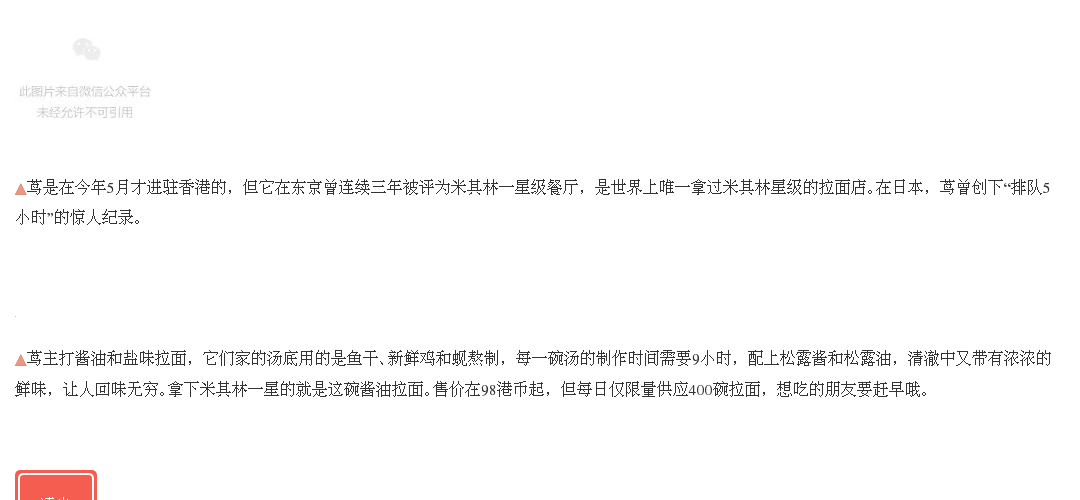 此图片来自微信公众平台
未经允许不可引用
▲茑是在今年5月才进驻香港的，但它在东京曾连续三年被评为米其林一星级餐厅，是世界上唯一拿过米其林星级的拉面店。在日本，茑曾创下“排队5
小时”的惊人纪录。
▲茑主打酱油和盐味拉面，它们家的汤底用的是鱼干、新鲜鸡和蚬熬制，每一碗汤的制作时间需要9小时，配上松露酱和松露油，清澈中又带有浓浓的
鲜味，让人回味无穷。拿下米其林一星的就是这碗酱油拉面。售价在98港币起，但每日仅限量供应400碗拉面，想吃的朋友要赶早哦。